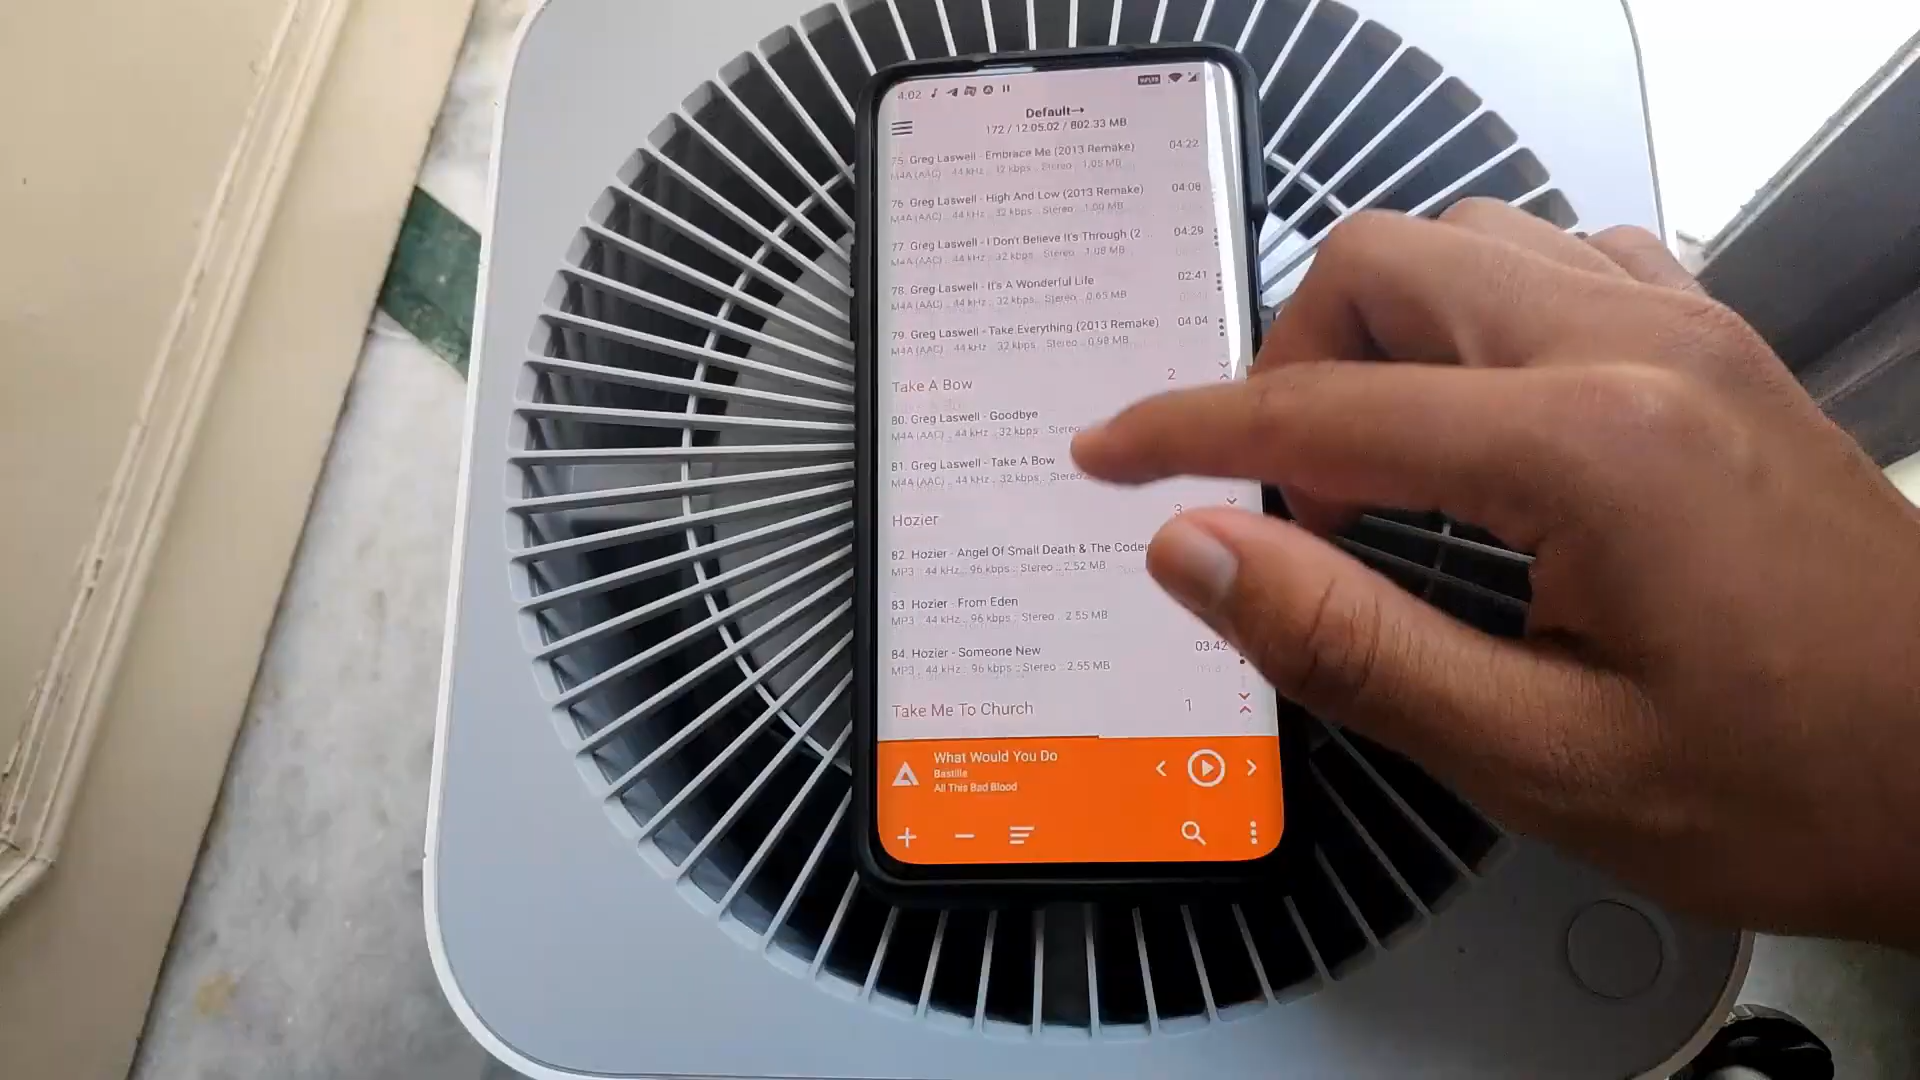 4.02
Default→
172 / 12:05:02 / 802.33 MB
75. Greg Laswell - Embrace Me (2013 Remake) 04:22
M4A (AAC) :: 44 kHz :: 32 kbps :: Stereo :: 1,05 MB
76. Greg Laswell - High And Low (2013 Remake) 04:08
M4A (AAC) :: 44 kHz :: 32 kbps :: Stereo :: 1,00 MB
77. Greg Laswell - I Don't Believe It's Through (2 ... 04:29
M4A (AAC) :: 44 kHz :: 32 kbps :: Stereo :: 1,08 MB
78. Greg Laswell - It's A Wonderful Life 02:41
M4A (AAC) :: 44 kHz :: 32 kbps :: Stereo :: 0,65 MB
79. Greg Laswell - Take Everything (2013 Remake) 04:04
M4A (AAC) :: 44 kHz :: 32 kbps :: Stereo :: 0,98 MB
Take A Bow 2
80. Greg Laswell - Goodbye
M4A (AAC) :: 44 kHz :: 32 kbps :: Stereo
81. Greg Laswell - Take A Bow
M4A (AAC) :: 44 kHz :: 32 kbps :: Stereo
Hozier 3
82. Hozier - Angel Of Small Death & The Codei
MP3 :: 44 kHz :: 96 kbps :: Stereo :: 2,52 MB
83. Hozier - From Eden
MP3 :: 44 kHz :: 96 kbps :: Stereo :: 2,55 MB
84. Hozier - Someone New 03:42
MP3 :: 44 kHz :: 96 kbps :: Stereo :: 2,55 MB
Take Me To Church 1
What Would You Do
Bastille
All This Bad Blood